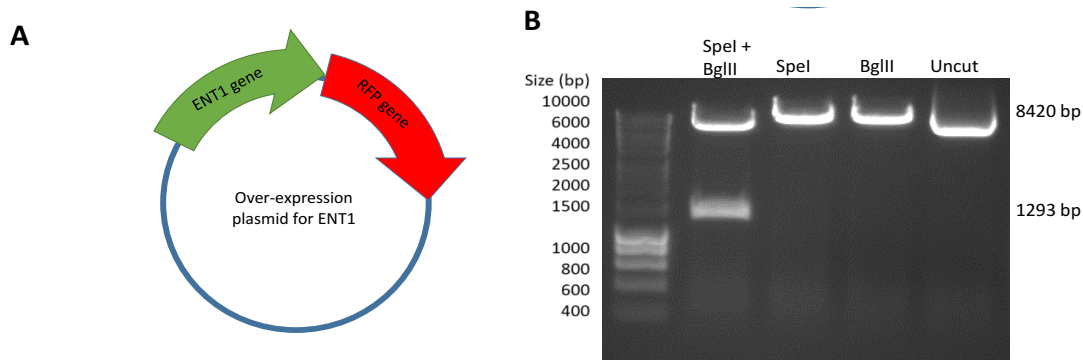 A
ENT1 gene
RFP gene
Over-expression
plasmid for ENT1
B
SpeI +
BglII
SpeI
BglII
Uncut
Size (bp)
10000
6000
4000
2500
2000
1500
1000
800
600
400
8420 bp
1293 bp